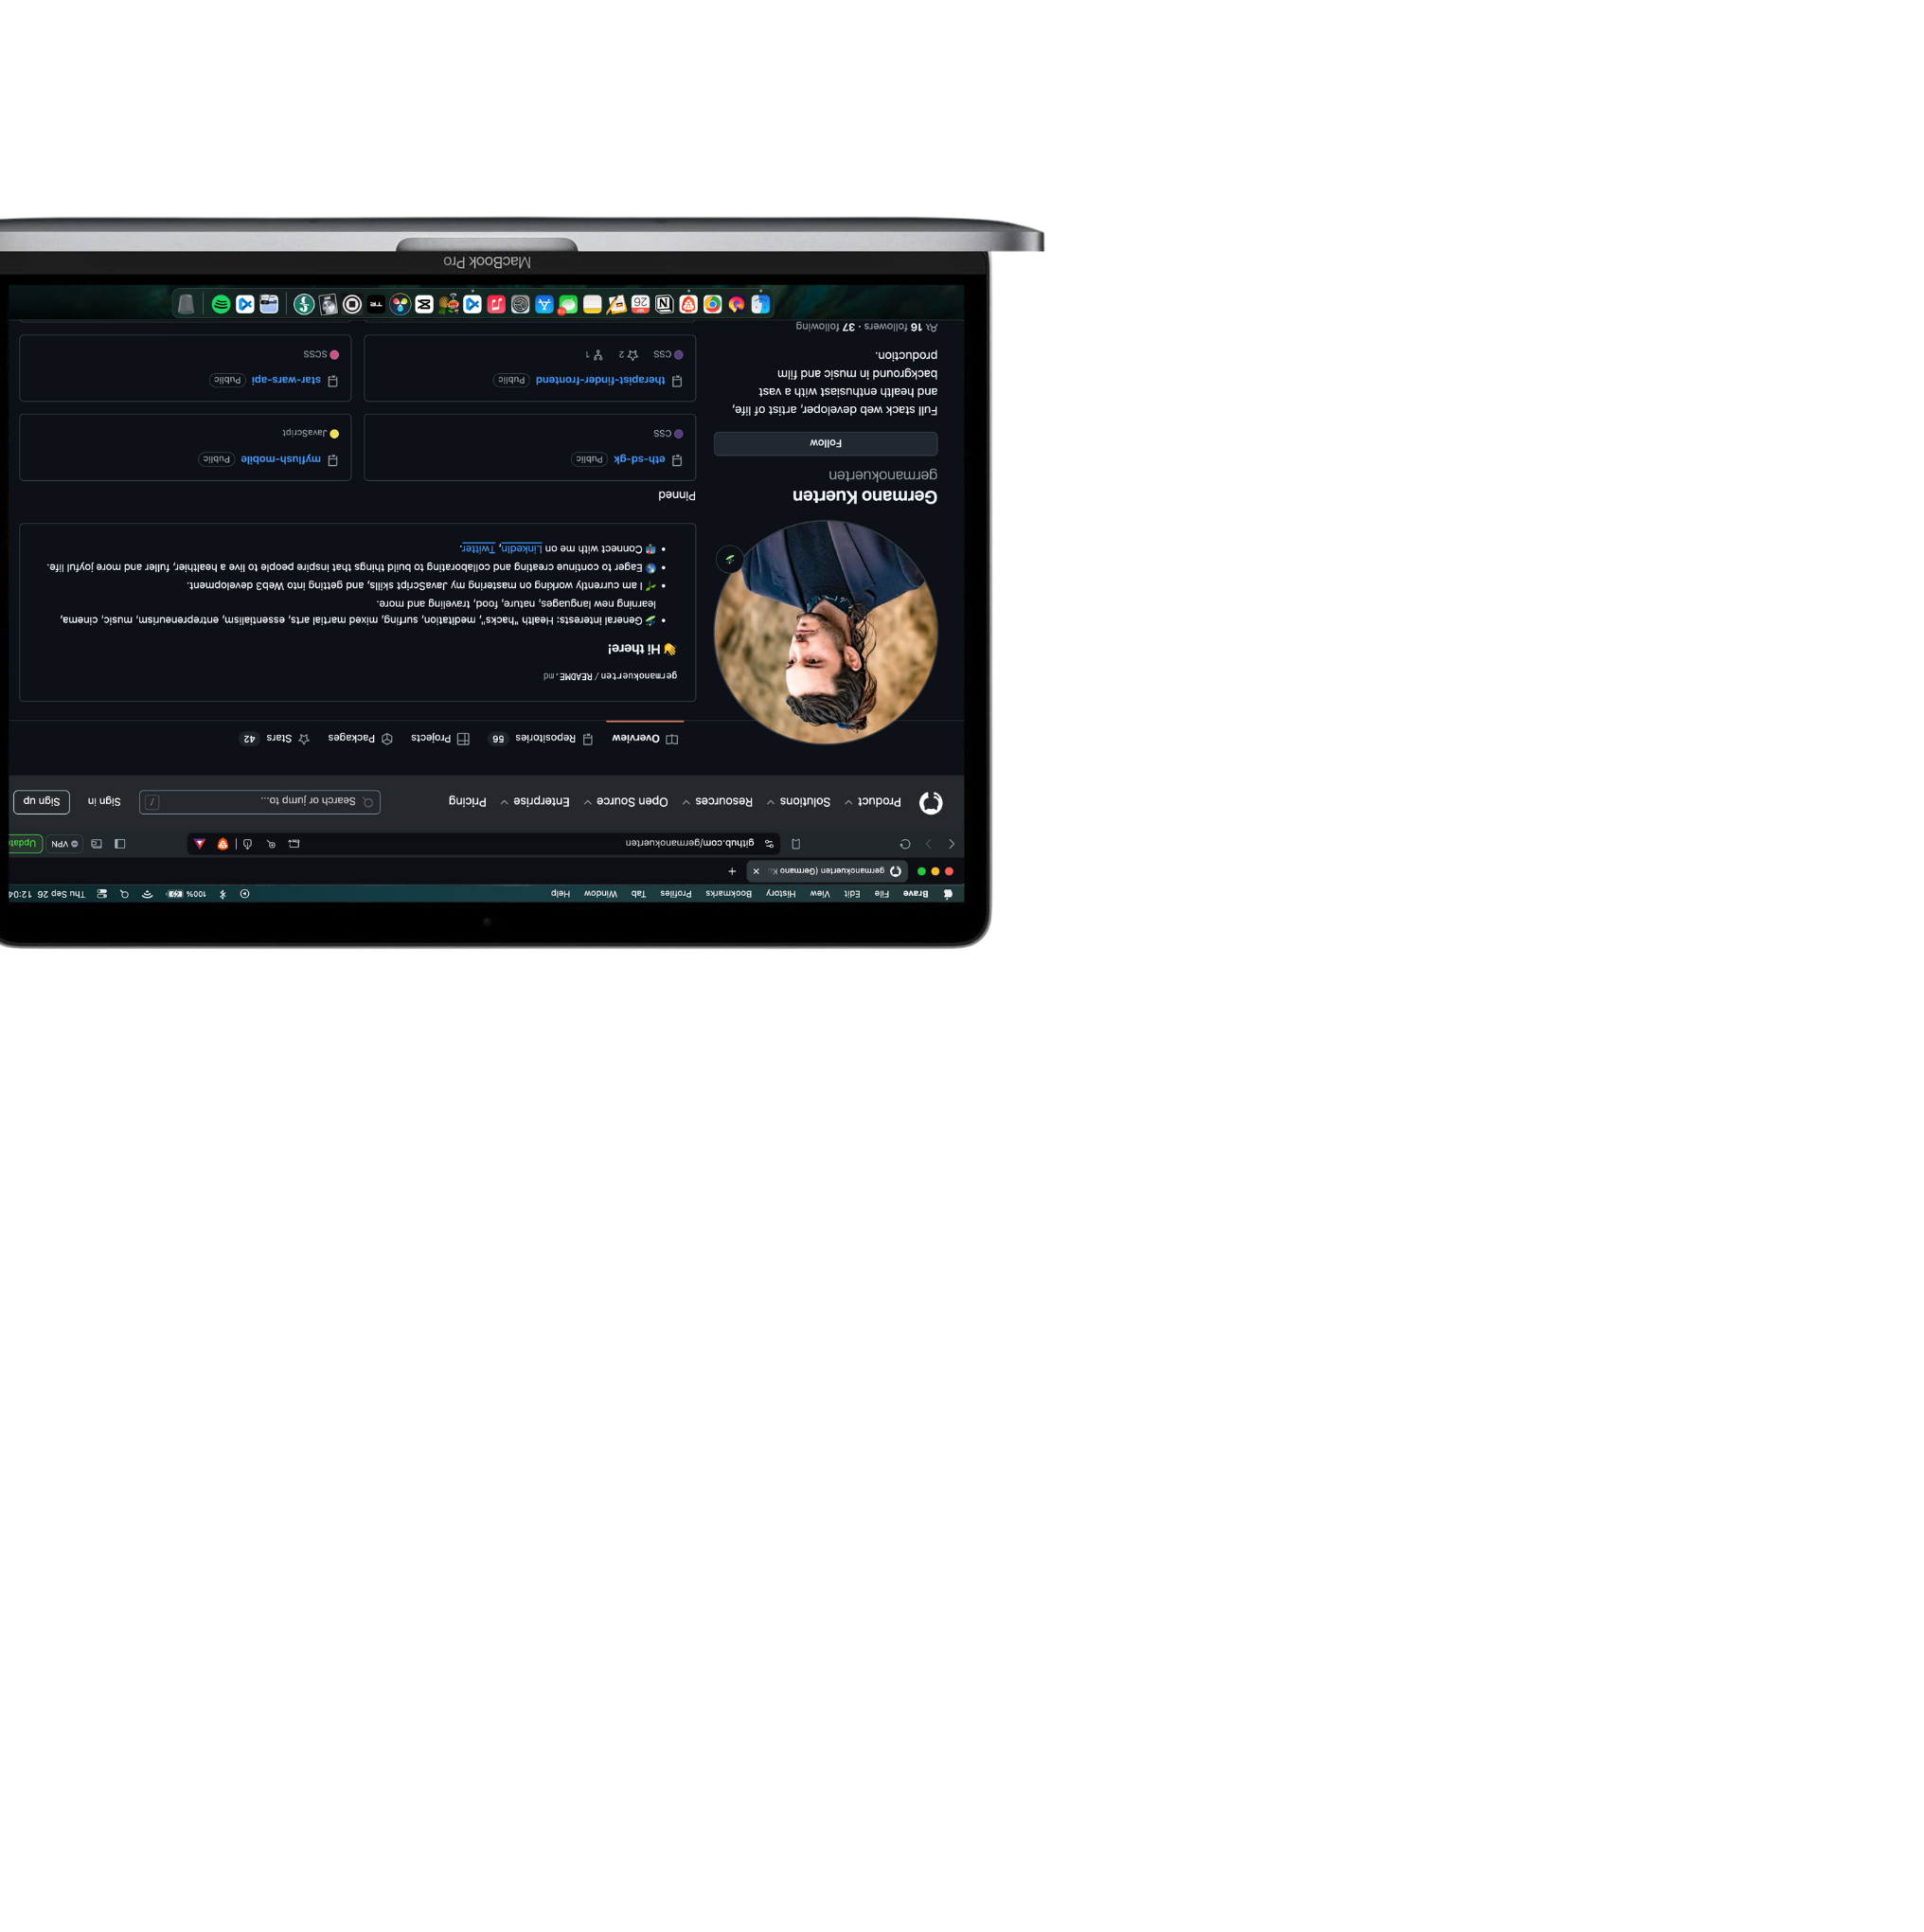 Brave File Edit View History Bookmarks Profiles Tab Window Help
100% Thu Sep 26 12:04
germanokuerten (Germano Ku
github.com/germanokuerten
VPN Update
Product Solutions Resources Open Source Enterprise Pricing
Search or jump to... /
Sign in Sign up
Overview Repositories 56 Projects Packages Stars 42
germanokuerten / README.md
👋 Hi there!
• General interests: Health "hacks", meditation, surfing, mixed martial arts, essentialism, entrepreneurism, music, cinema,
learning new languages, nature, food, traveling and more.
• I am currently working on mastering my JavaScript skills, and getting into Web3 development.
• Eager to continue creating and collaborating to build things that inspire people to live a healthier, fuller and more joyful life.
• Connect with me on LinkedIn, Twitter.
Germano Kuerten
germanokuerten
Follow
Full stack web developer, artist of life,
and health enthusiast with a vast
background in music and film
production.
16 followers · 37 following
Pinned
eth-sd-gk Public
CSS
myflush-mobile Public
JavaScript
therapist-finder-frontend Public
CSS 2 1
star-wars-api Public
SCSS
26
MacBook Pro